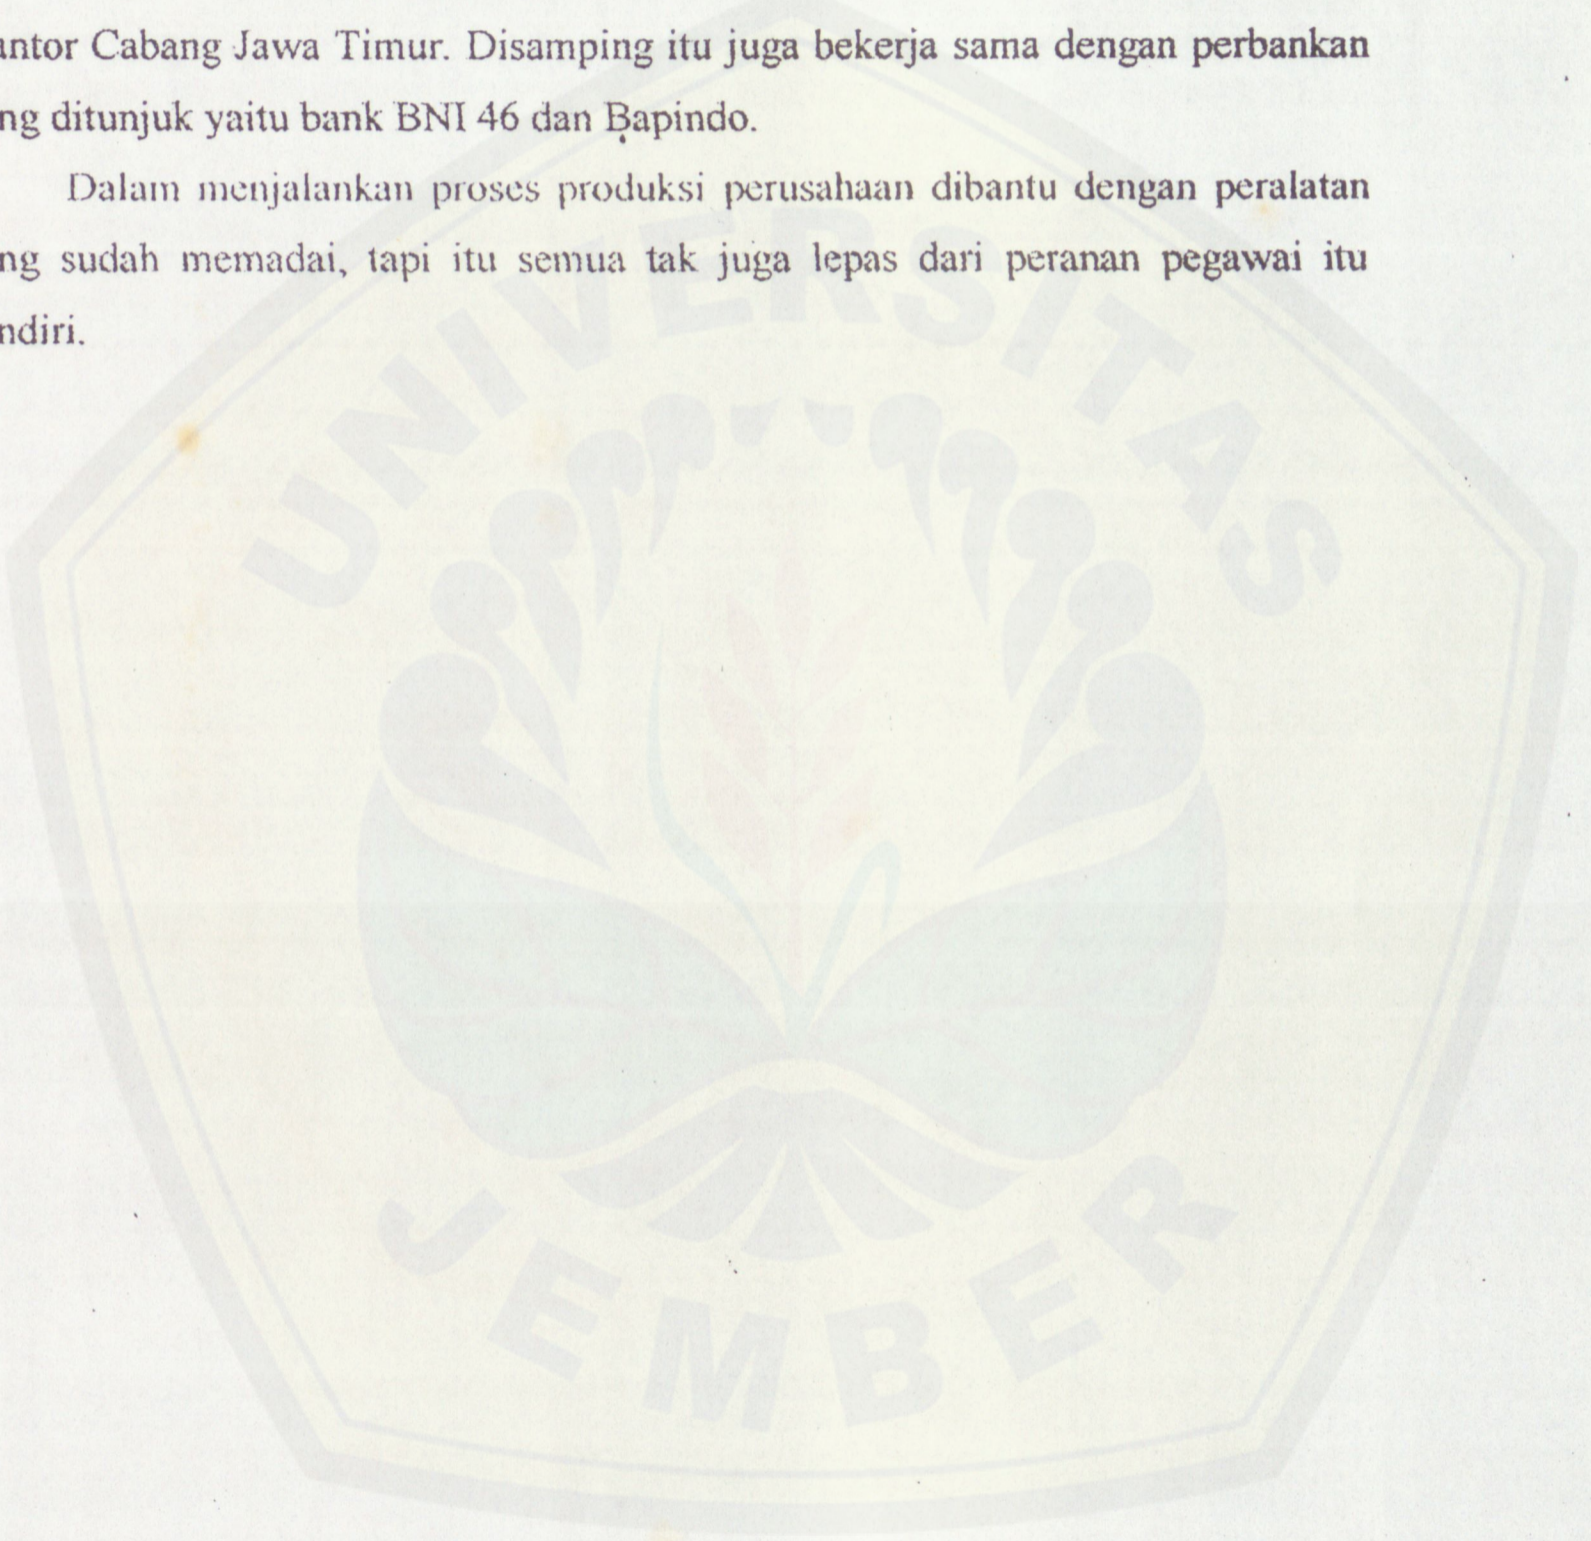 antor Cabang Jawa Timur. Disamping itu juga bekerja sama dengan perbankan
ng ditunjuk yaitu bank BNI 46 dan Bapindo.
Dalam menjalankan proses produksi perusahaan dibantu dengan peralatan
ng sudah memadai, tapi itu semua tak juga lepas dari peranan pegawai itu
ndiri.
UNIVERSITAS
JEMBER